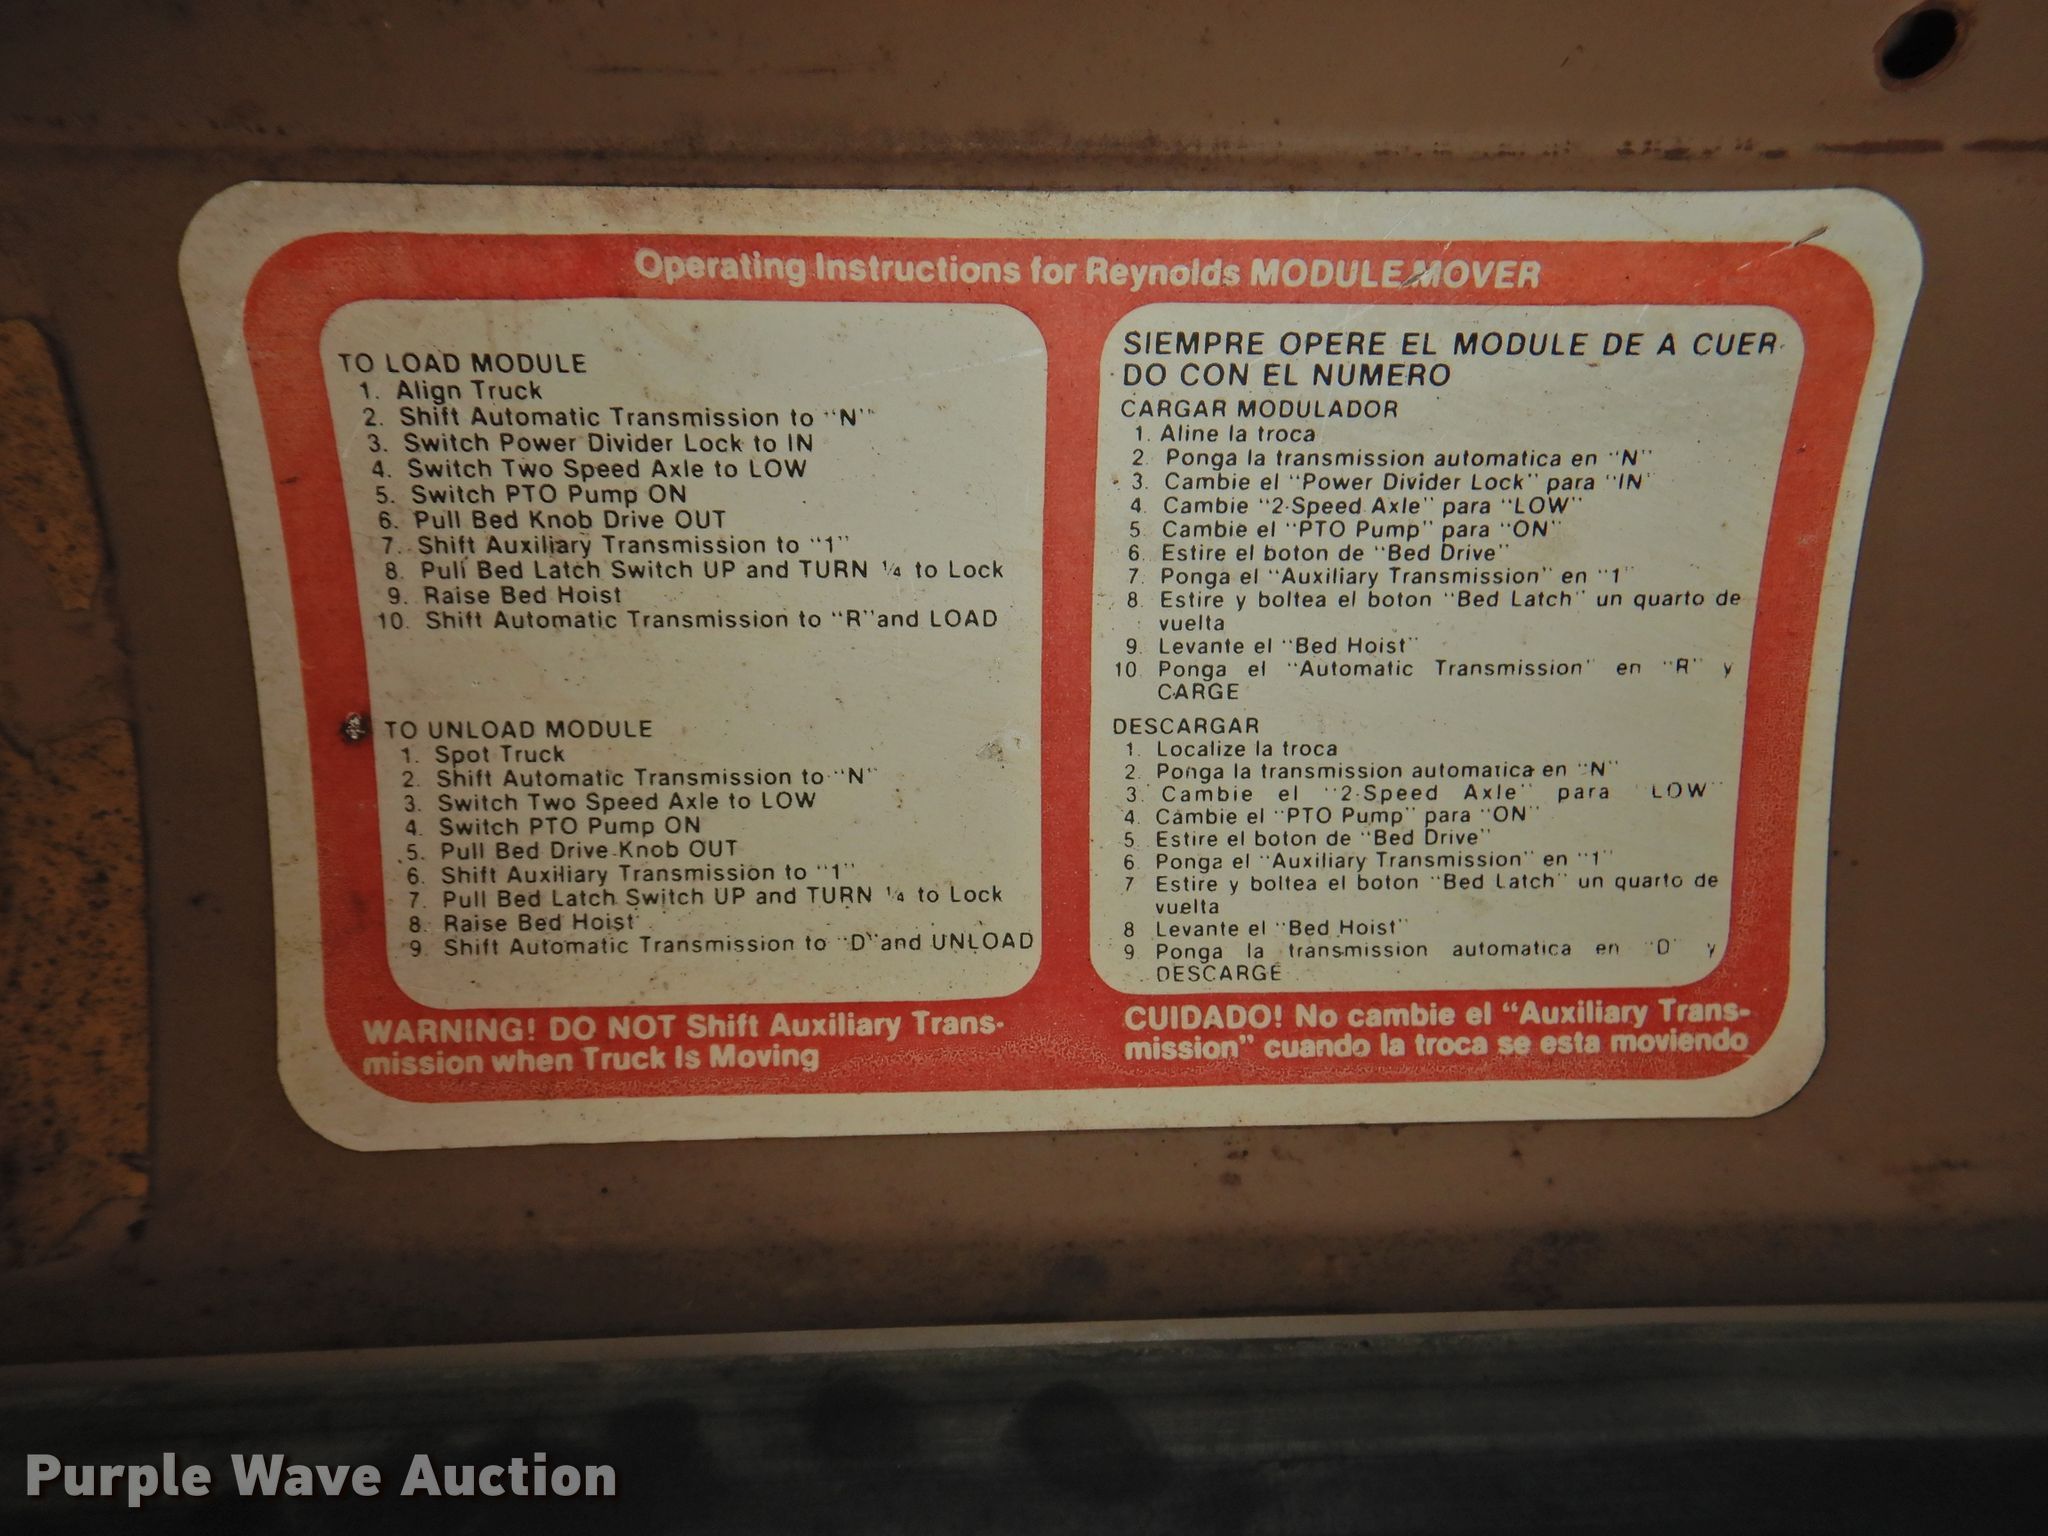 Operating Instructions for Reynolds MODULE MOVER
TO LOAD MODULE
1. Align Truck
2. Shift Automatic Transmission to "N"
3. Switch Power Divider Lock to IN
4. Switch Two Speed Axle to LOW
5. Switch PTO Pump ON
6. Pull Bed Knob Drive OUT
7. Shift Auxiliary Transmission to "1"
8. Pull Bed Latch Switch UP and TURN 1/4 to Lock
9. Raise Bed Hoist
10. Shift Automatic Transmission to "R" and LOAD
TO UNLOAD MODULE
1. Spot Truck
2. Shift Automatic Transmission to "N"
3. Switch Two Speed Axle to LOW
4. Switch PTO Pump ON
5. Pull Bed Drive Knob OUT
6. Shift Auxiliary Transmission to "1"
7. Pull Bed Latch Switch UP and TURN 1/4 to Lock
8. Raise Bed Hoist
9. Shift Automatic Transmission to "D" and UNLOAD
WARNING! DO NOT Shift Auxiliary Trans-
mission when Truck Is Moving
SIEMPRE OPERE EL MODULE DE A CUER-
DO CON EL NUMERO
CARGAR MODULADOR
1. Aline la troca
2. Ponga la transmission automatica en "N"
3. Cambie el "Power Divider Lock" para "IN"
4. Cambie "2-Speed Axle" para "LOW"
5. Cambie el "PTO Pump" para "ON"
6. Estire el boton de "Bed Drive"
7. Ponga el "Auxiliary Transmission" en "1"
8. Estire y boltea el boton "Bed Latch" un quarto de
vuelta
9. Levante el "Bed Hoist"
10. Ponga el "Automatic Transmission" en "R" y
CARGE
DESCARGAR
1. Localize la troca
2. Ponga la transmission automatica en "N"
3. Cambie el "2-Speed Axle" para "LOW"
4. Cambie el "PTO Pump" para "ON"
5. Estire el boton de "Bed Drive"
6. Ponga el "Auxiliary Transmission" en "1"
7 Estire y boltea el boton "Bed Latch" un quarto de
vuelta
8 Levante el "Bed Hoist"
9 Ponga la transmission automatica en "D" y
DESCARGE
CUIDADO! No cambie el "Auxiliary Trans-
mission" cuando la troca se esta moviendo
Purple Wave Auction